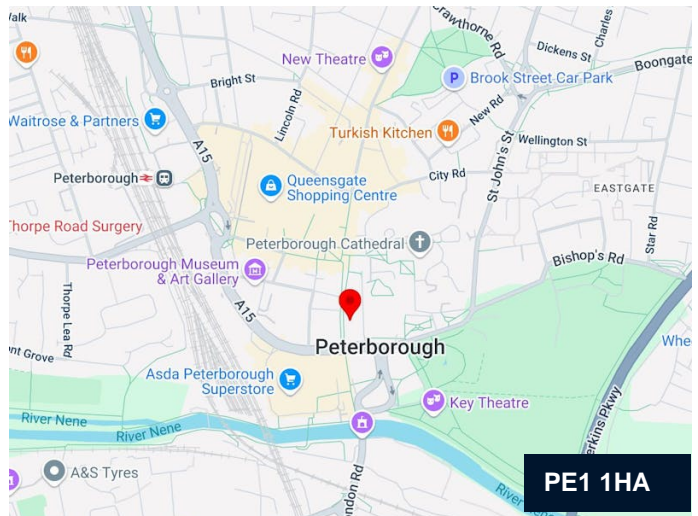 Walk
New Theatre
Crawthorne Rd
Dickens St
Charles
Boongate
Bright St
Lincoln Rd
P
Brook Street Car Park
Waitrose & Partners
A15
Turkish Kitchen
New Rd
Wellington St
St John's St
City Rd
Peterborough
Queensgate
Shopping Centre
EASTGATE
Star Rd
Thorpe Road Surgery
Peterborough Cathedral
Bishop's Rd
Peterborough Museum
& Art Gallery
Thorpe Lea Rd
A15
Peterborough
nt Grove
Whe
Asda Peterborough
Superstore
Key Theatre
erkins Pkwy
River Nene
River Nene
A&S Tyres
ondon Rd
PE1 1HA